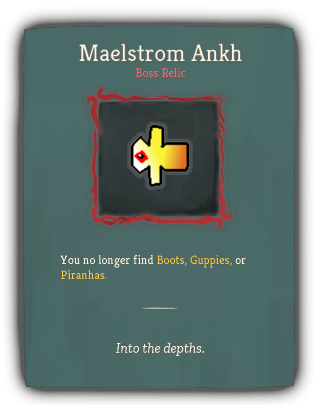 Maelstrom Ankh
Boss Relic
You no longer find Boots, Guppies, or
Piranhas.
Into the depths.